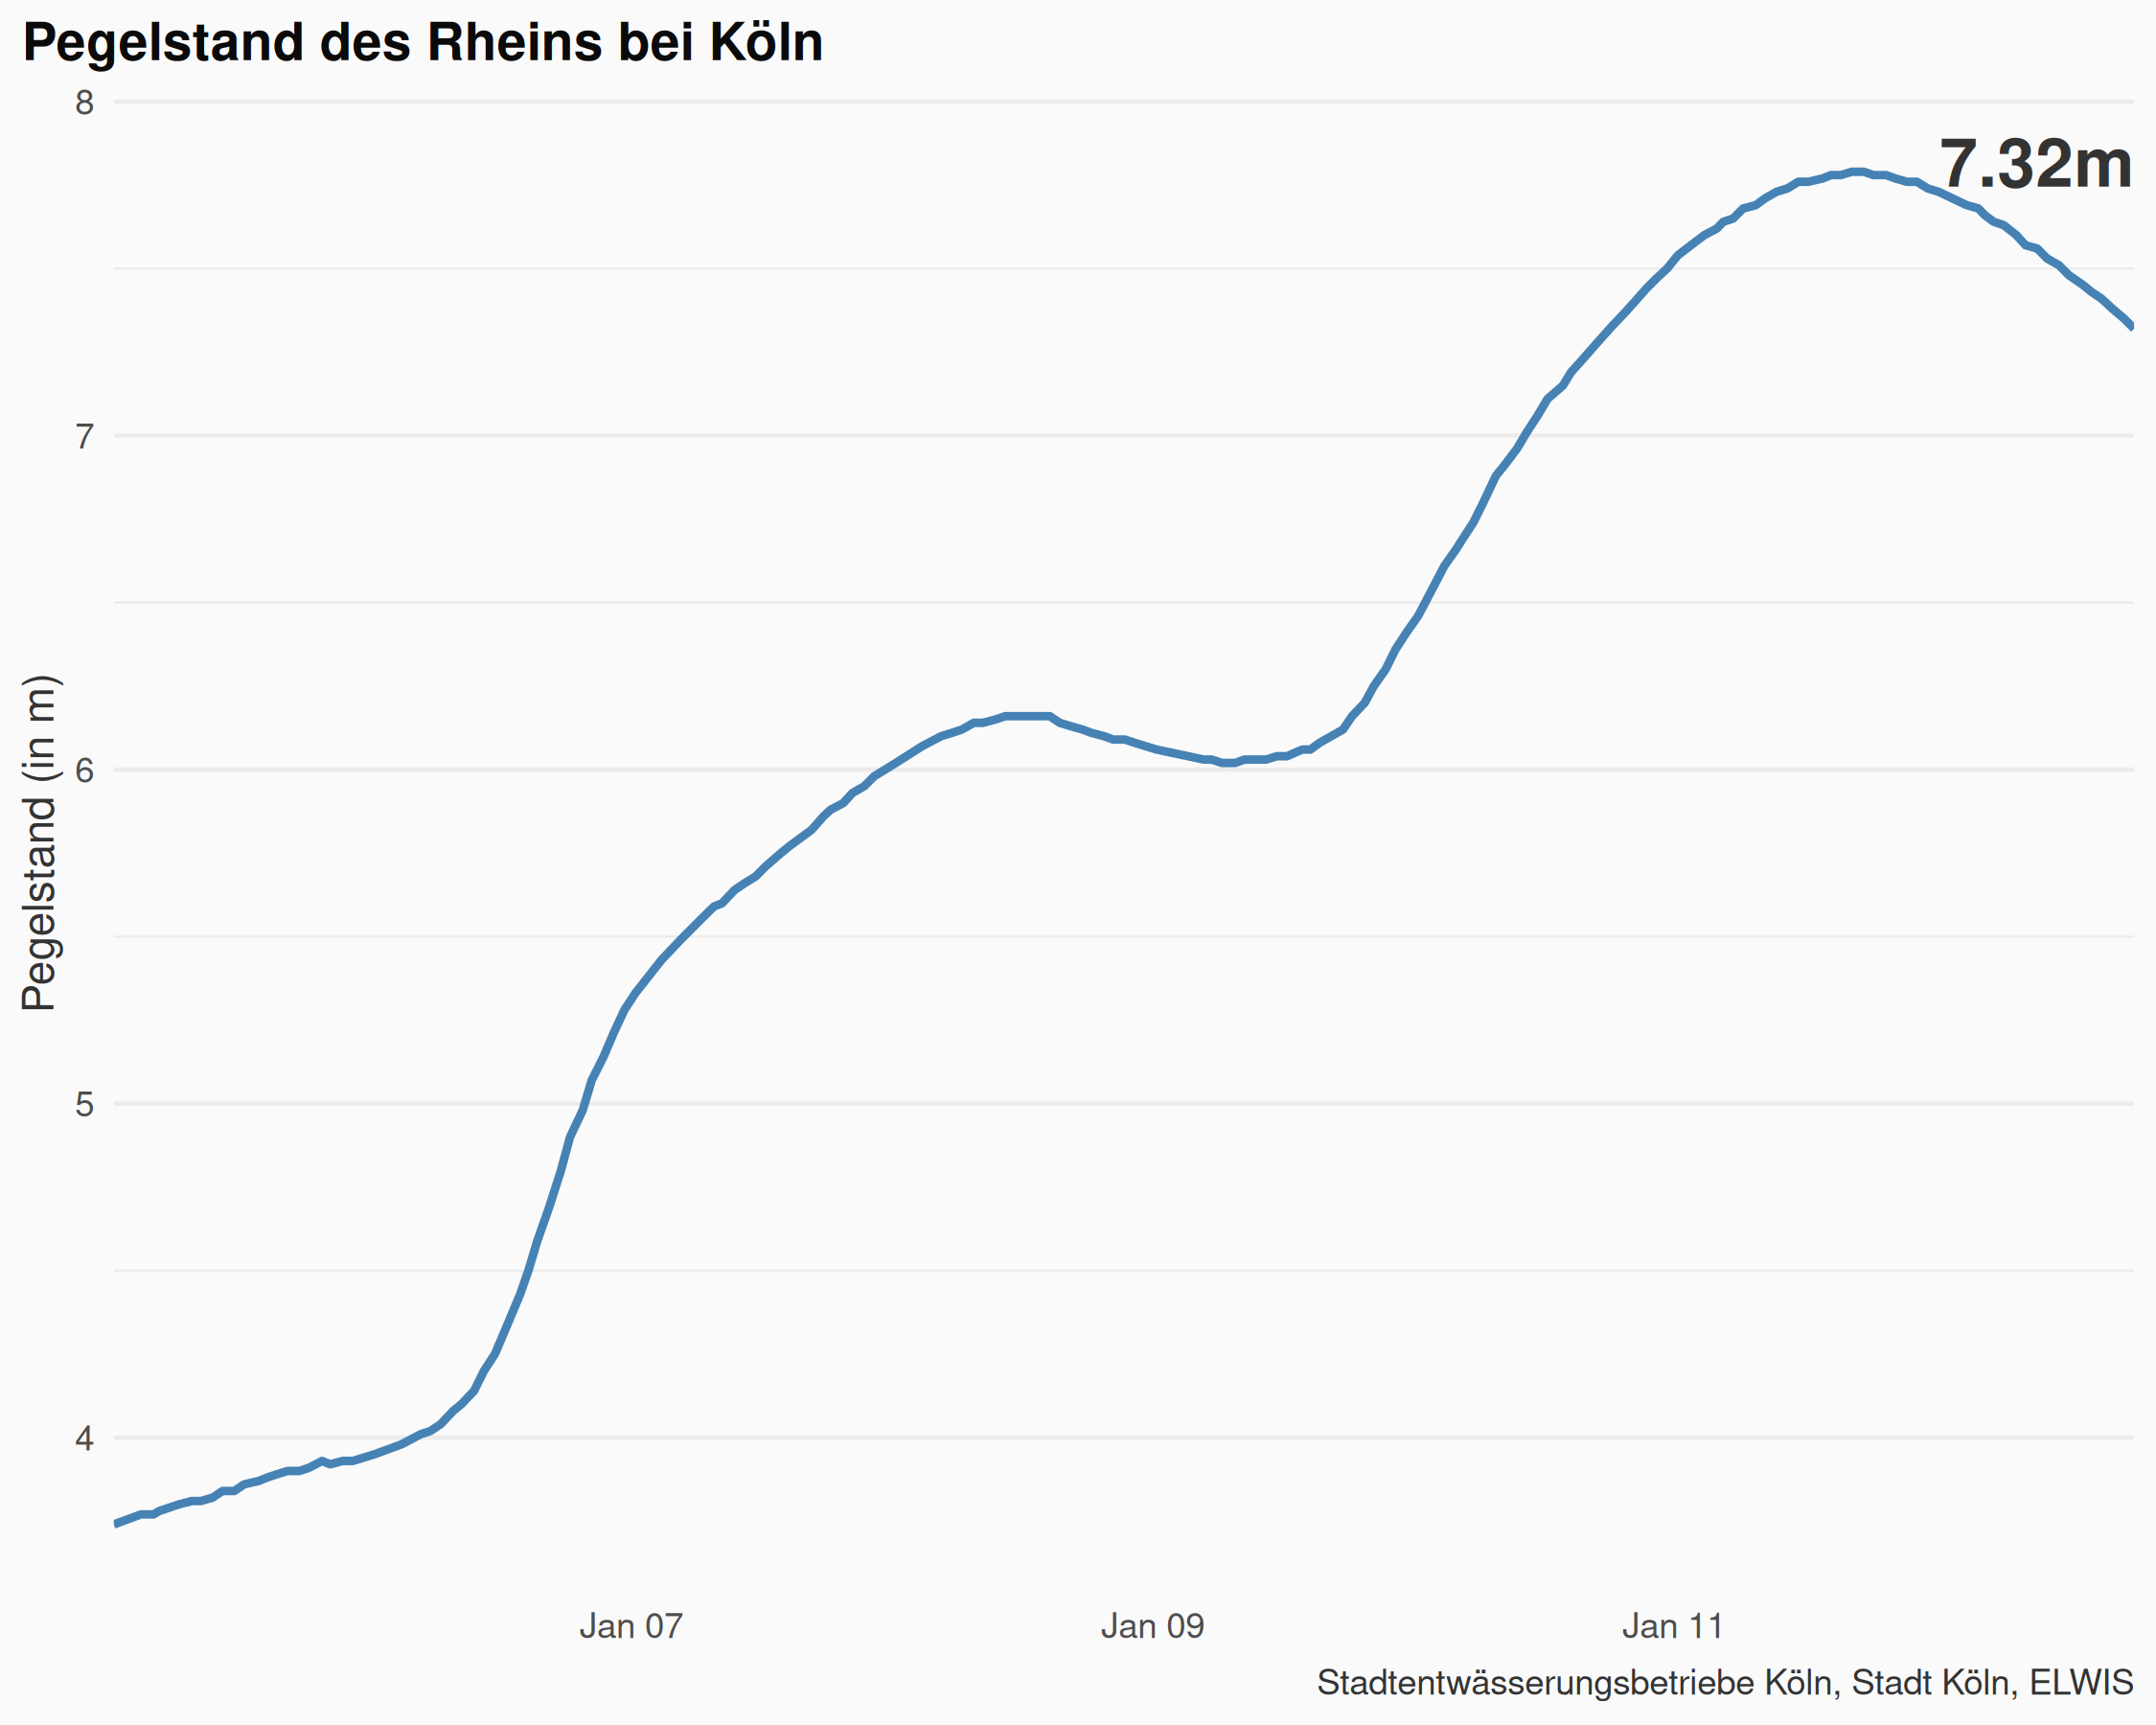 Pegelstand des Rheins bei Köln
8
7.32m
7
6
5
4
Pegelstand (in m)
Jan 07
Jan 09
Jan 11
Stadtentwässerungsbetriebe Köln, Stadt Köln, ELWIS